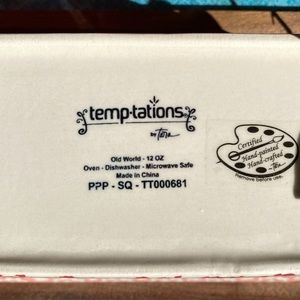 temp-tations
by Tara
Old World - 12 OZ
Oven - Dishwasher - Microwave Safe
Made in China
PPP - SQ - TT000681
Certified
Hand-painted
Hand-crafted
Tara
Remove before use.